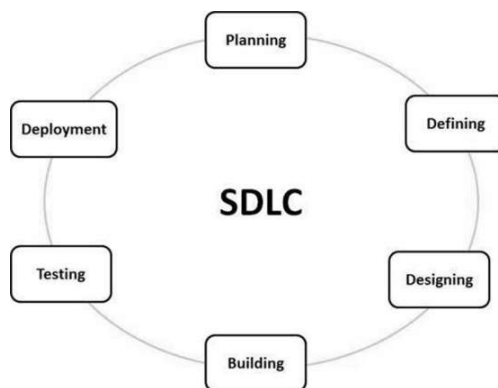 Planning
Defining
Designing
Building
Testing
Deployment
SDLC